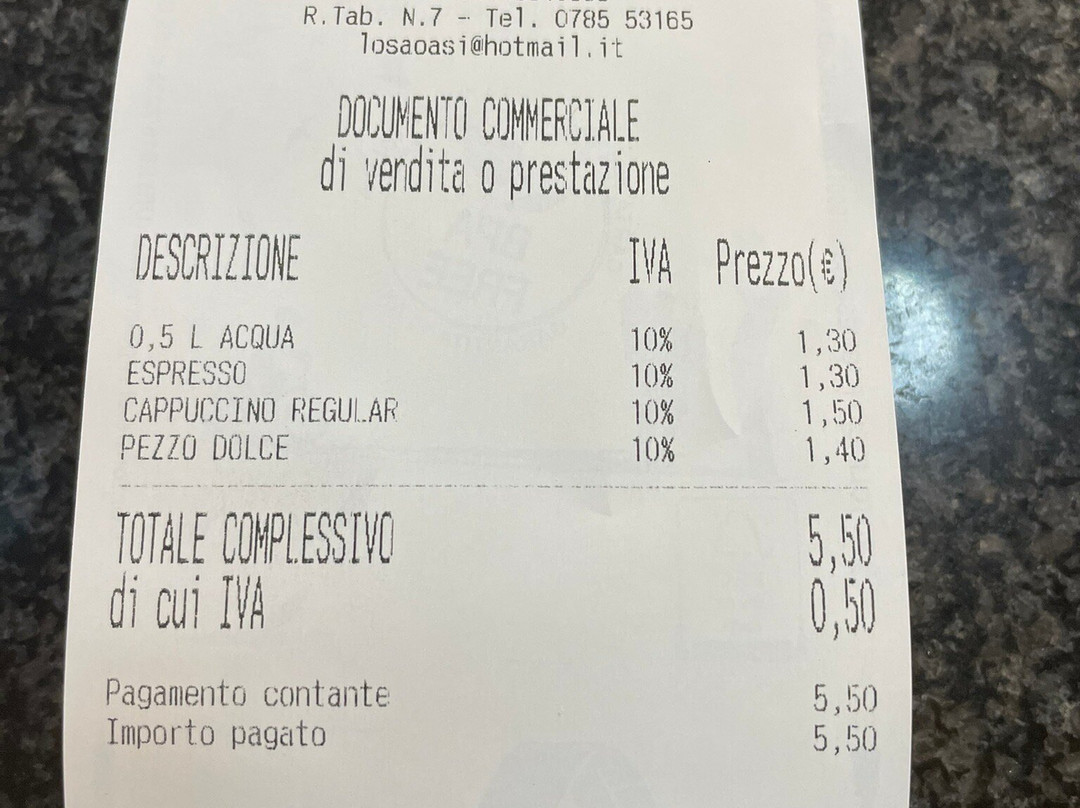 R.Tab. N.7 - Tel. 0785 53165
losaoasi@hotmail.it
DOCUMENTO COMMERCIALE
di vendita o prestazione
DESCRIZIONE IVA Prezzo(€)
0,5 L ACQUA 10% 1,30
ESPRESSO 10% 1,30
CAPPUCCINO REGULAR 10% 1,50
PEZZO DOLCE 10% 1,40
TOTALE COMPLESSIVO 5,50
di cui IVA 0,50
Pagamento contante 5,50
Importo pagato 5,50